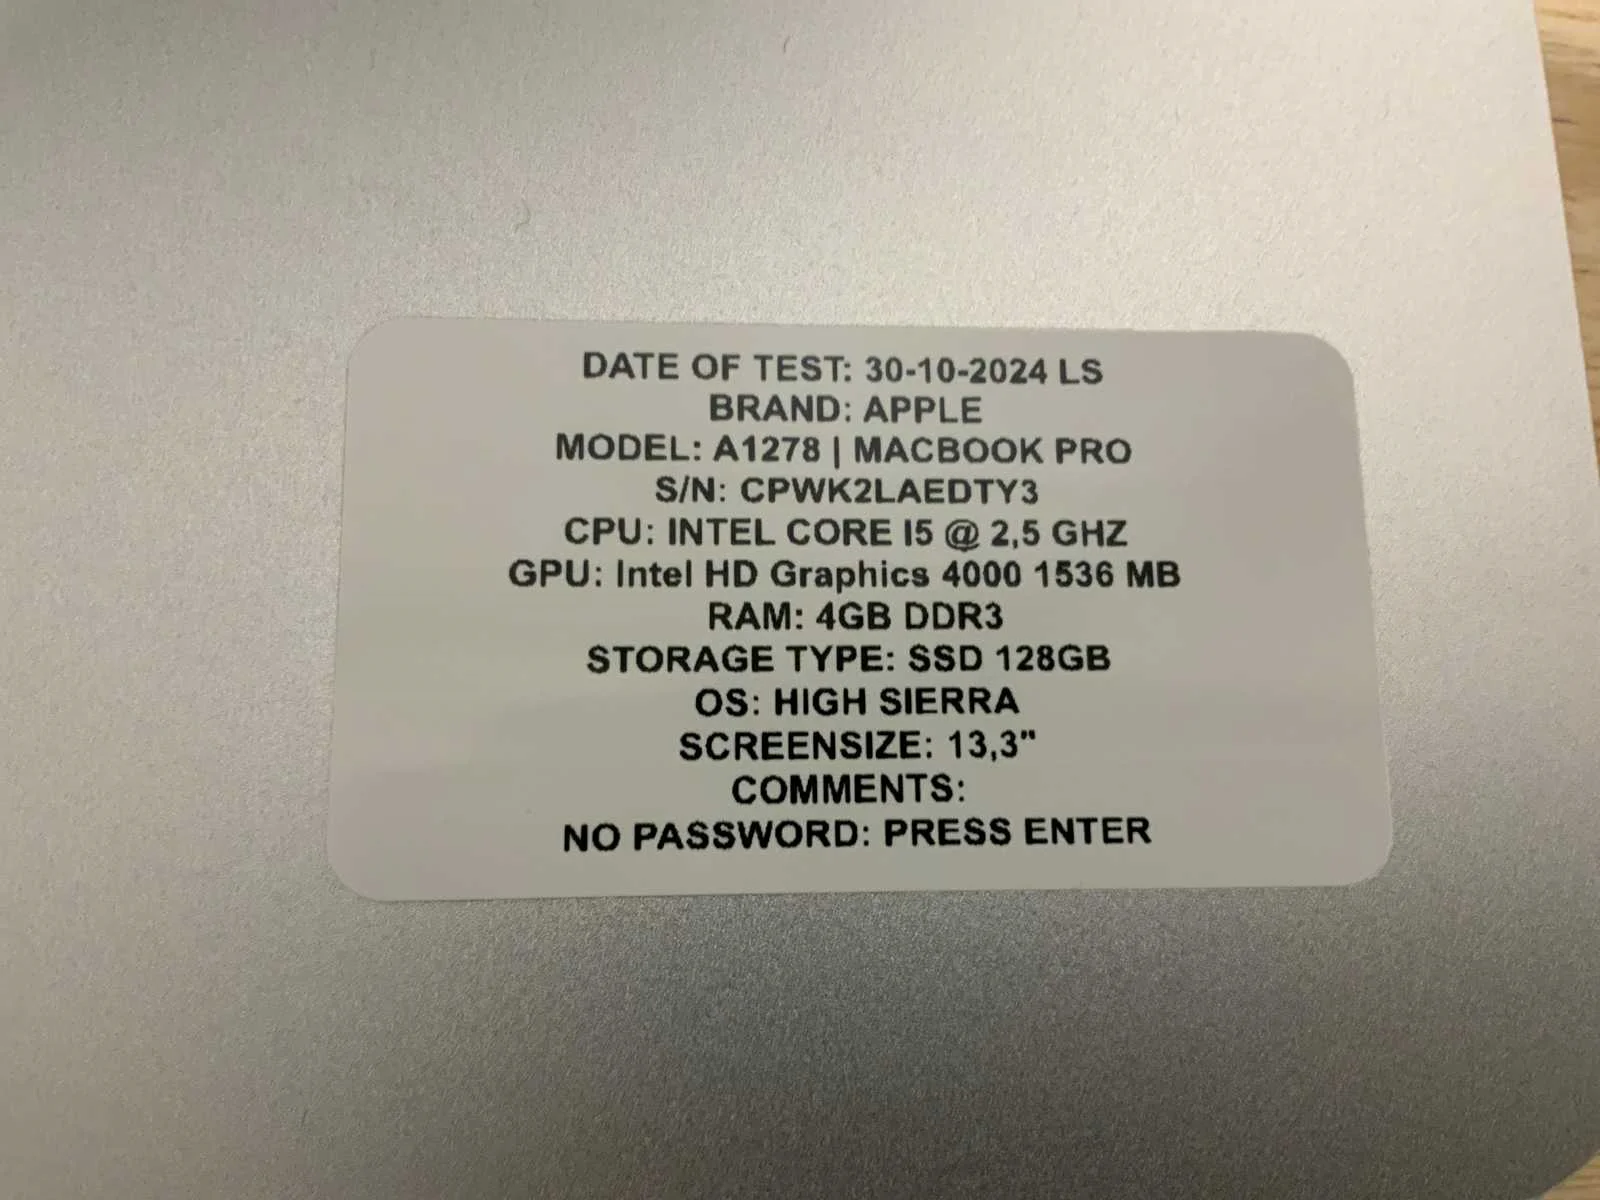 DATE OF TEST: 30-10-2024 LS
BRAND: APPLE
MODEL: A1278 | MACBOOK PRO
S/N: CPWK2LAEDTY3
CPU: INTEL CORE I5 @ 2,5 GHZ
GPU: Intel HD Graphics 4000 1536 MB
RAM: 4GB DDR3
STORAGE TYPE: SSD 128GB
OS: HIGH SIERRA
SCREENSIZE: 13,3"
COMMENTS:
NO PASSWORD: PRESS ENTER